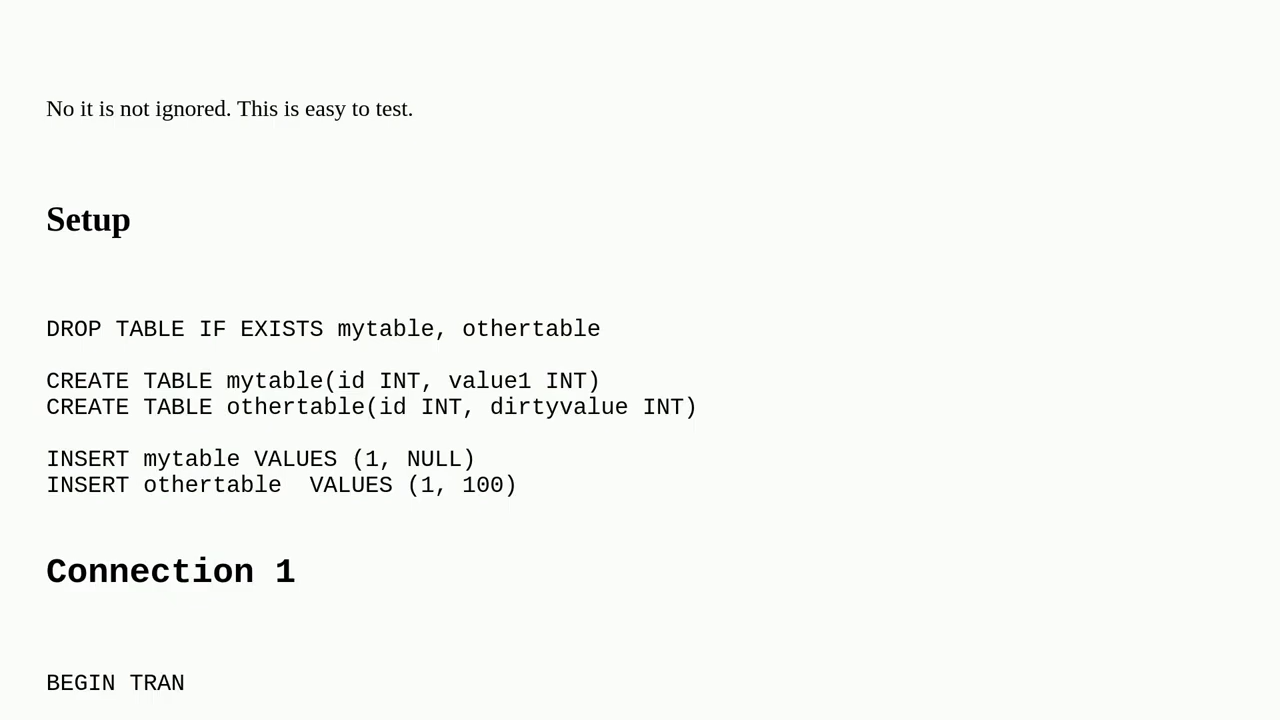 No it is not ignored. This is easy to test.
Setup
DROP TABLE IF EXISTS mytable, othertable
CREATE TABLE mytable(id INT, value1 INT)
CREATE TABLE othertable(id INT, dirtyvalue INT)
INSERT mytable VALUES (1, NULL)
INSERT othertable  VALUES (1, 100)
Connection 1
BEGIN TRAN